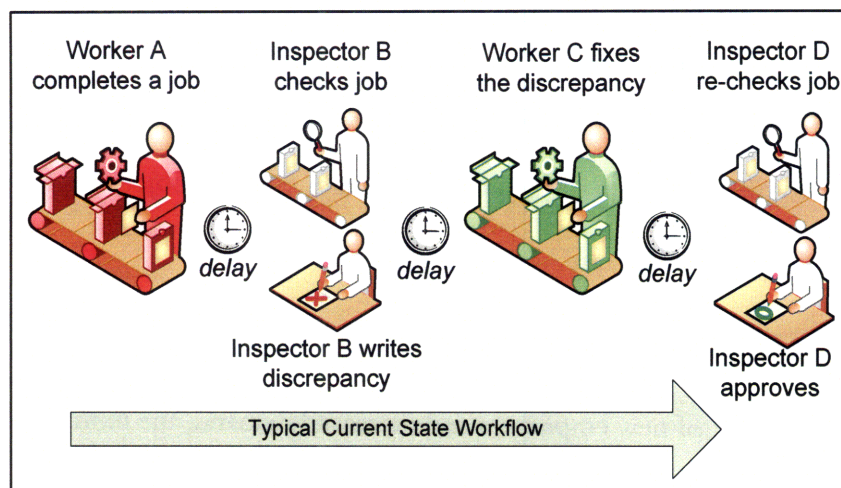 Worker A
completes a job
Inspector B
checks job
Worker C fixes
the discrepancy
Inspector D
re-checks job
delay
delay
delay
Inspector B writes
discrepancy
Inspector D
approves
Typical Current State Workflow